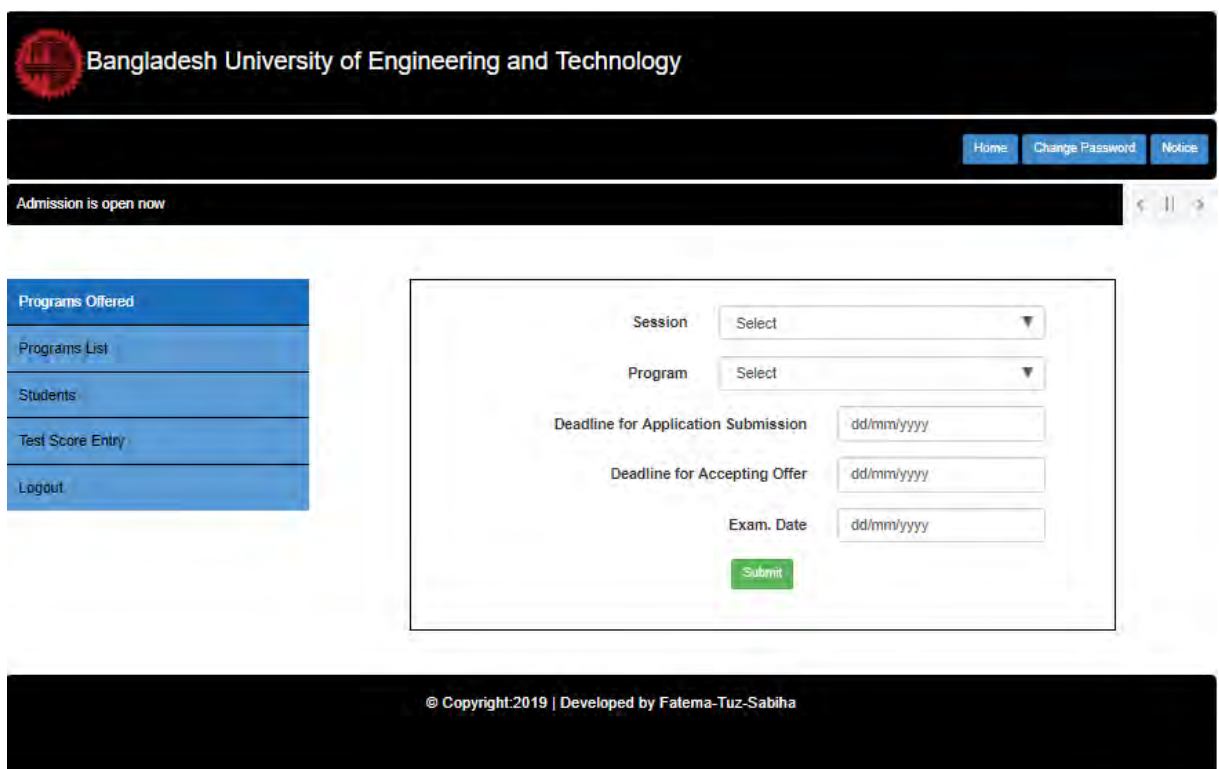 Bangladesh University of Engineering and Technology
Home Change Password Notice
Admission is open now
Programs Offered
Programs List
Students
Test Score Entry
Logout
Session Select
Program Select
Deadline for Application Submission dd/mm/yyyy
Deadline for Accepting Offer dd/mm/yyyy
Exam. Date dd/mm/yyyy
Submit
© Copyright:2019 | Developed by Fatema-Tuz-Sabiha